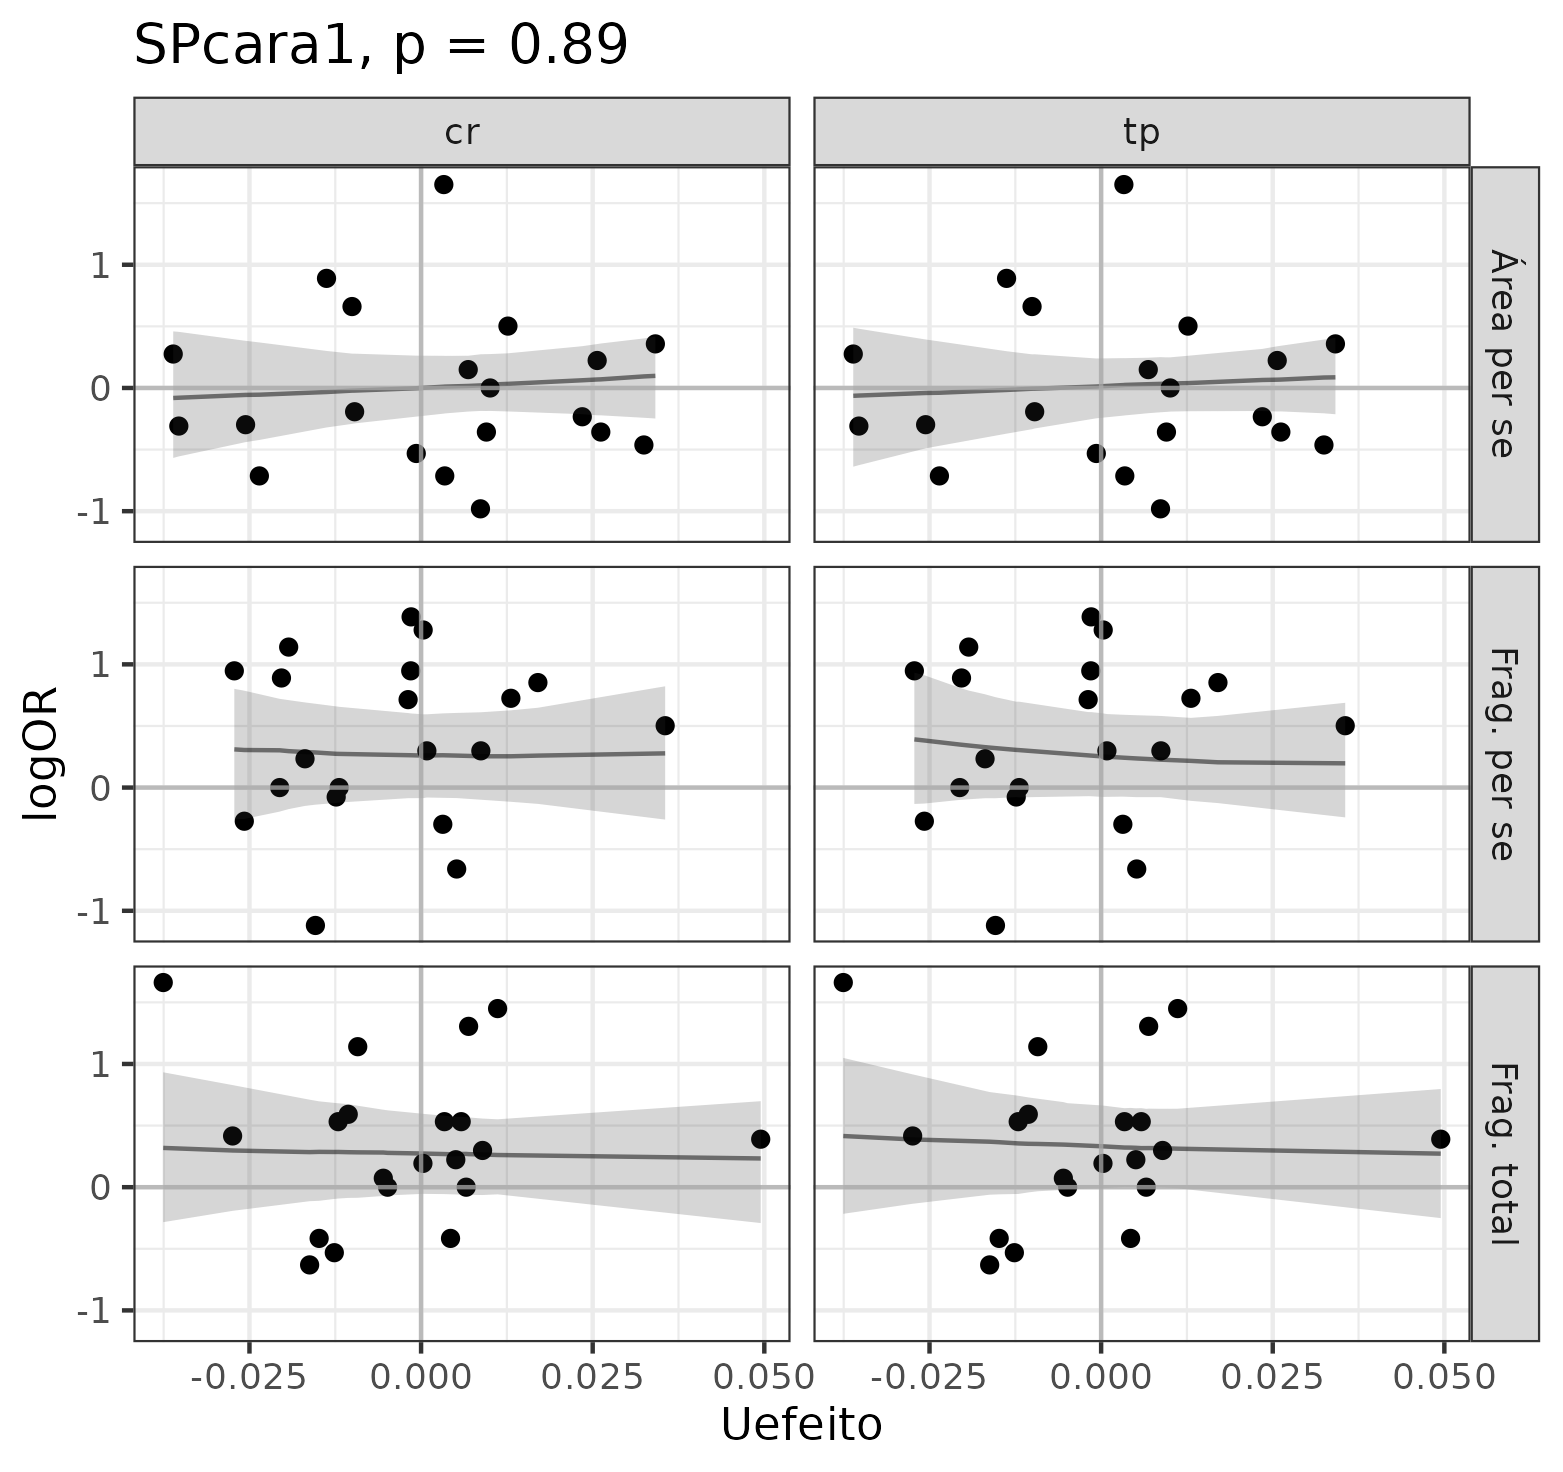 SPcara1, p = 0.89
cr
tp
1
0
-1
Área per se
logOR
1
0
-1
Frag. per se
1
0
-1
Frag. total
-0.025 0.000 0.025 0.050 -0.025 0.000 0.025 0.050
Uefeito